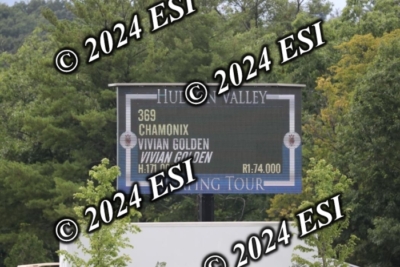 © 2024 ESI
© 2024 ESI
© 2024 ESI
HUDSON VALLEY
369
CHAMONIX
VIVIAN GOLDEN
VIVIAN GOLDEN
R1:74.000
TOUR
© 2024 ESI
© 2024 ESI